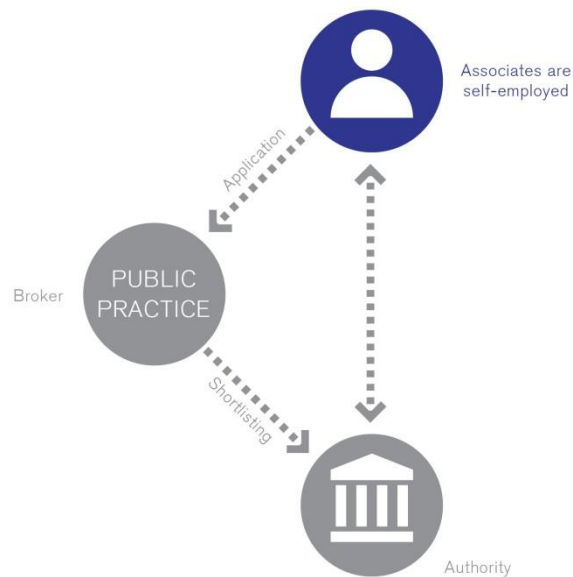 Associates are
self-employed
Application
Broker
PUBLIC
PRACTICE
Shortlisting
Authority